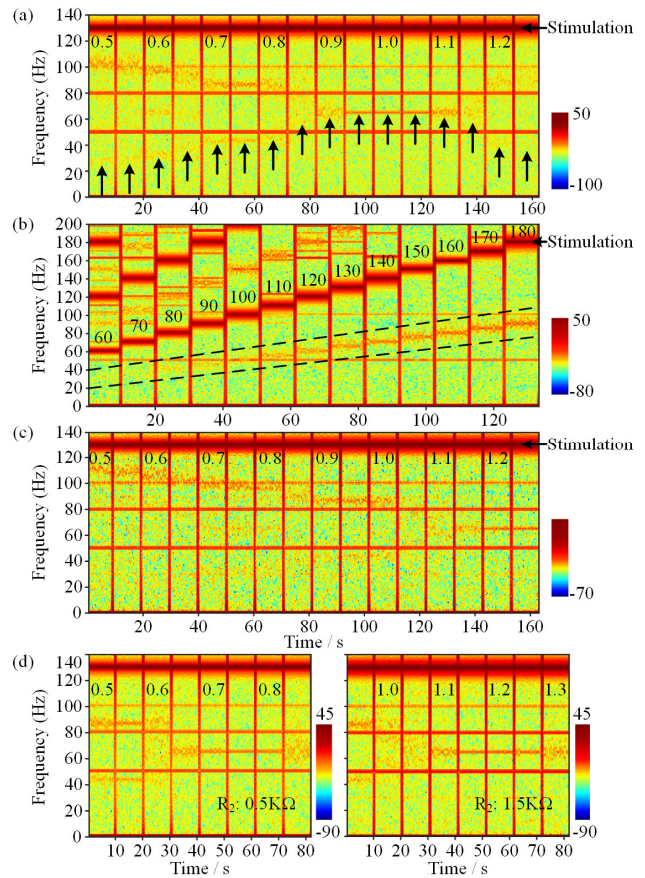 (a)
Frequency (Hz)
140
120
100
80
60
40
20
0
0.5 0.6 0.7 0.8 0.9 1.0 1.1 1.2
Stimulation
50
-100
20 40 60 80 100 120 140 160
(b)
Frequency (Hz)
200
180
160
140
120
100
80
60
40
20
0
60 70 80 90 100 110 120 130 140 150 160 170 180
Stimulation
50
-80
20 40 60 80 100 120
(c)
Frequency (Hz)
140
120
100
80
60
40
20
0
0.5 0.6 0.7 0.8 0.9 1.0 1.1 1.2
Stimulation
-70
20 40 60 80 100 120 140 160
Time / s
(d)
Frequency (Hz)
140
120
100
80
60
40
20
0
0.5 0.6 0.7 0.8
R2: 0.5KΩ
45
-90
10 20 30 40 50 60 70 80
Time / s
140
120
100
80
60
40
20
0
1.0 1.1 1.2 1.3
R2: 1.5KΩ
45
-90
10 20 30 40 50 60 70 80
Time / s